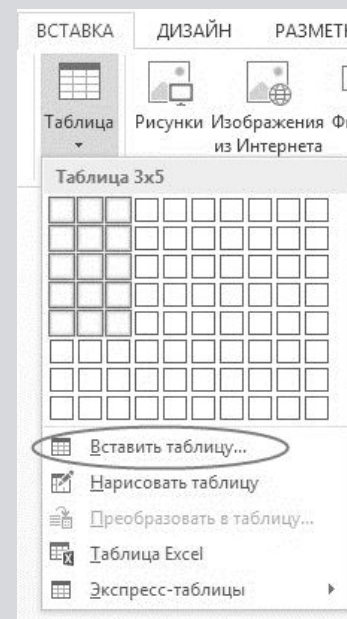 ВСТАВКА ДИЗАЙН РАЗМЕТ
Таблица Рисунки Изображения
из Интернета
Таблица 3x5
Вставить таблицу...
Нарисовать таблицу
Преобразовать в таблицу...
Таблица Excel
Экспресс-таблицы